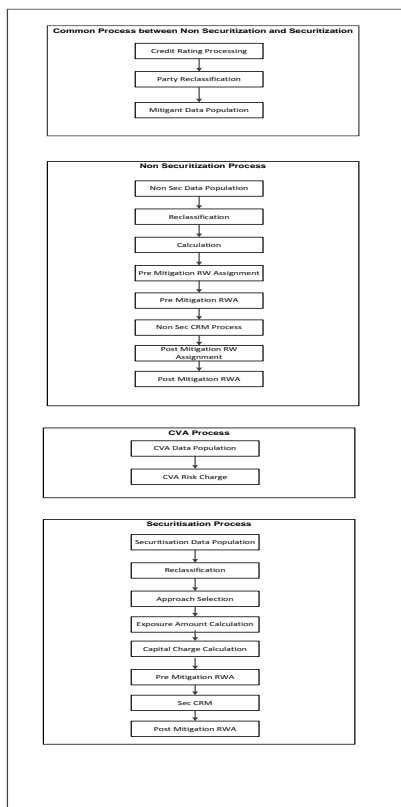 Common Process between Non Securitization and Securitization
Credit Rating Processing
Party Reclassification
Mitigant Data Population
Non Securitization Process
Non Sec Data Population
Reclassification
Calculation
Pre Mitigation RW Assignment
Pre Mitigation RWA
Non Sec CRM Process
Post Mitigation RW
Assignment
Post Mitigation RWA
CVA Process
CVA Data Population
CVA Risk Charge
Securitisation Process
Securitisation Data Population
Reclassification
Approach Selection
Exposure Amount Calculation
Capital Charge Calculation
Pre Mitigation RWA
Sec CRM
Post Mitigation RWA